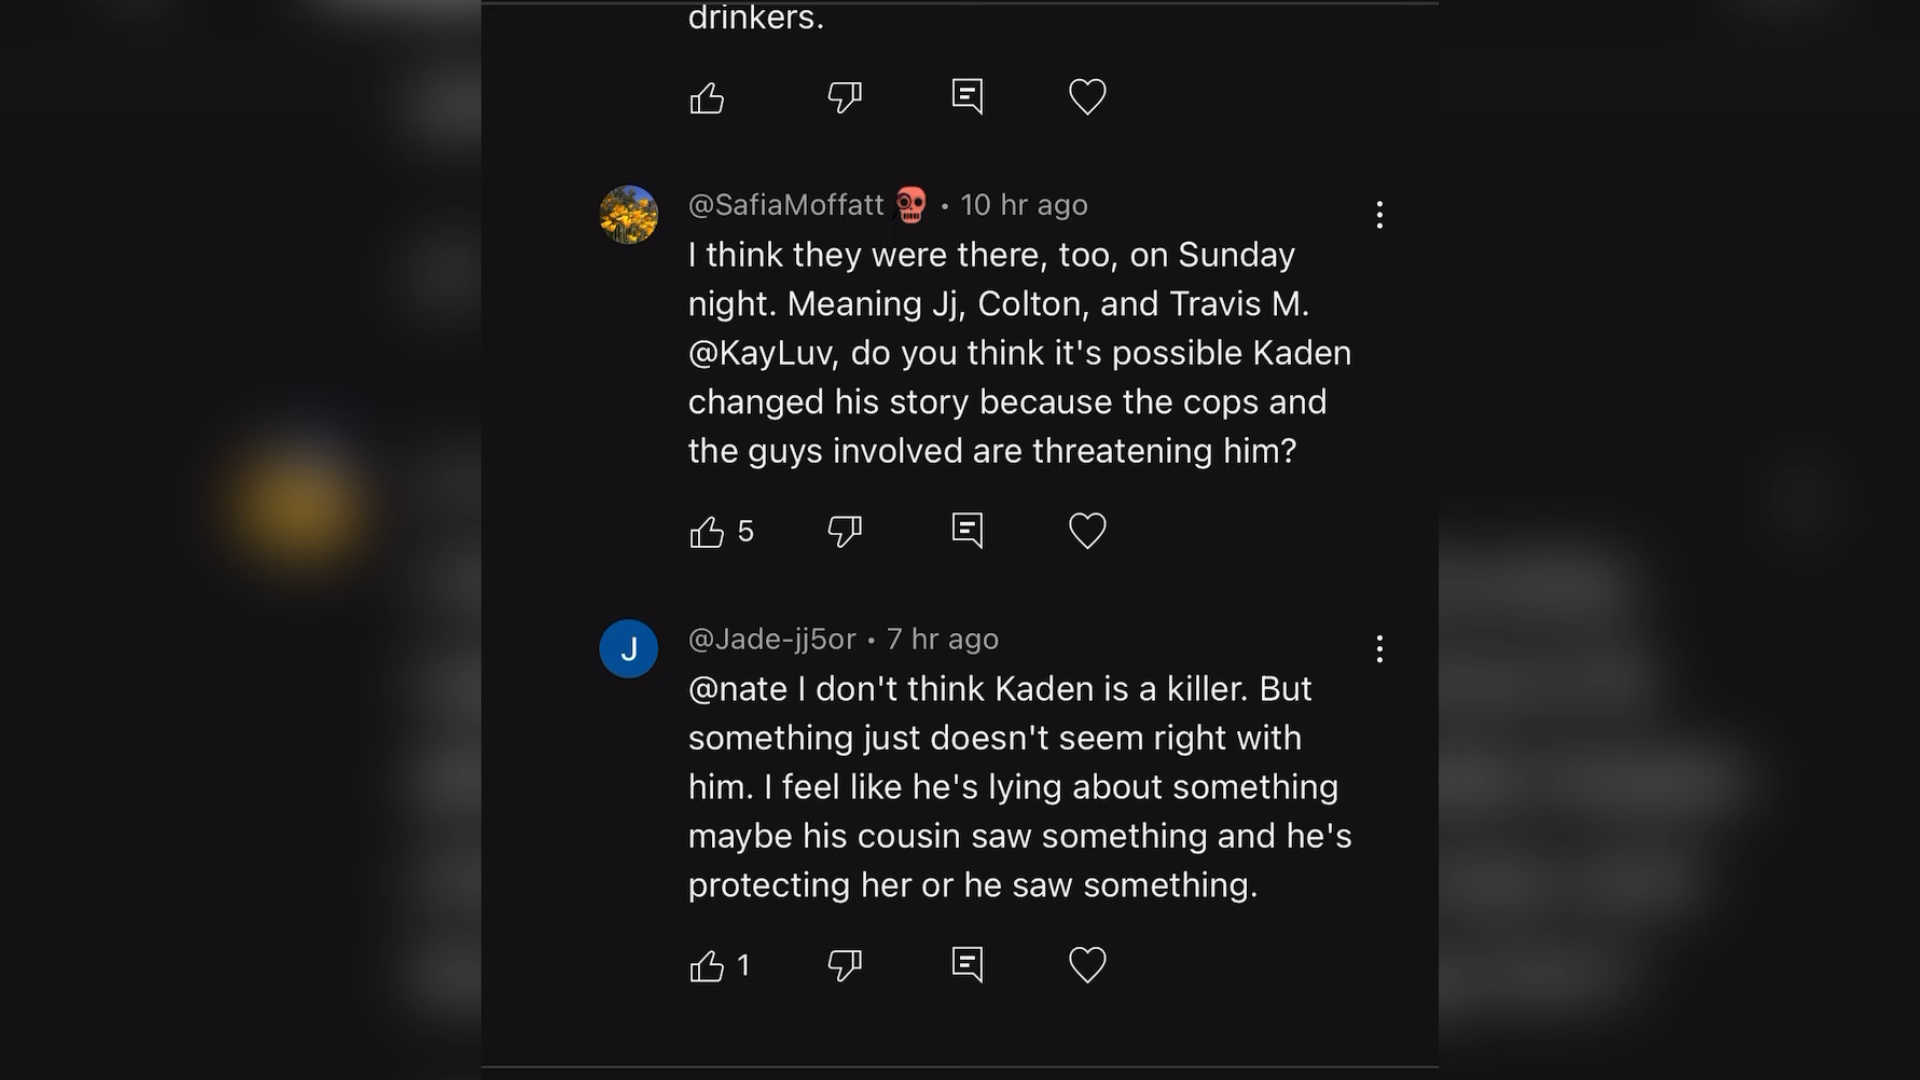 drinkers.
@SafiaMoffatt • 10 hr ago
I think they were there, too, on Sunday
night. Meaning Jj, Colton, and Travis M.
@KayLuv, do you think it's possible Kaden
changed his story because the cops and
the guys involved are threatening him?
5
J
@Jade-jj5or • 7 hr ago
@nate I don't think Kaden is a killer. But
something just doesn't seem right with
him. I feel like he's lying about something
maybe his cousin saw something and he's
protecting her or he saw something.
1